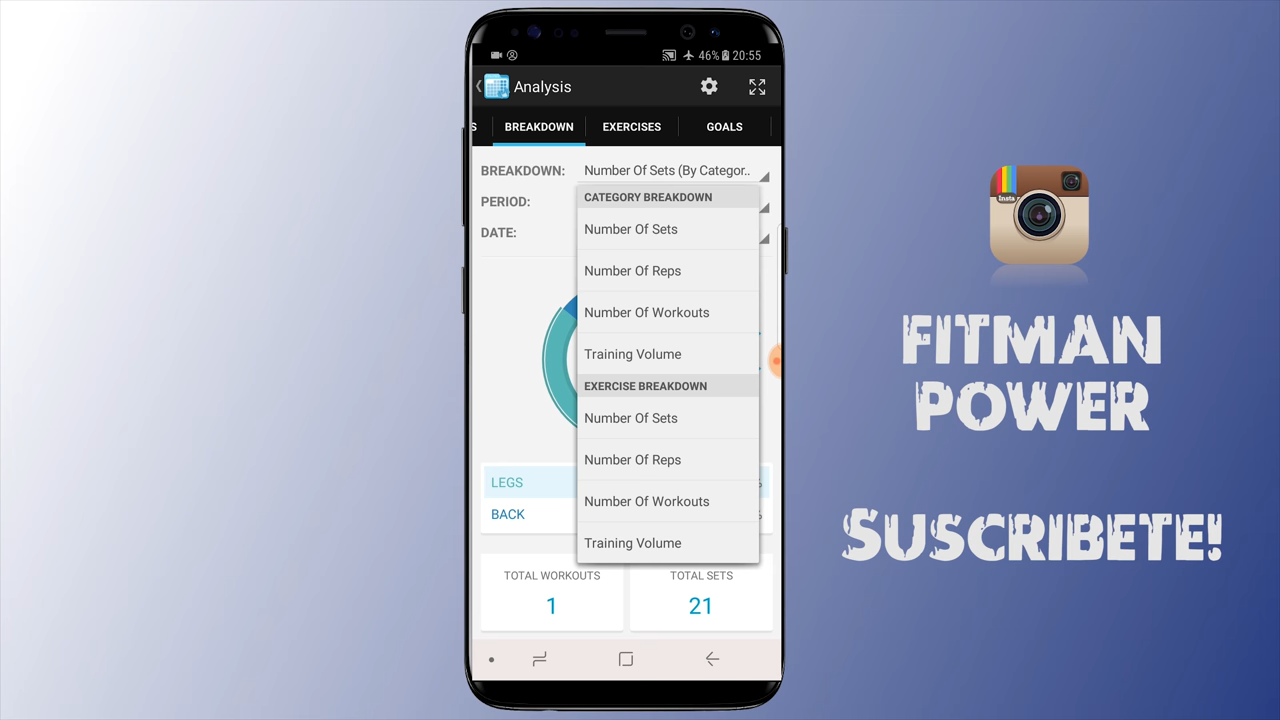 46% 20:55
Analysis
S BREAKDOWN EXERCISES GOALS
BREAKDOWN: Number Of Sets (By Categor..
PERIOD:
DATE:
CATEGORY BREAKDOWN
Number Of Sets
Number Of Reps
Number Of Workouts
Training Volume
EXERCISE BREAKDOWN
Number Of Sets
Number Of Reps
Number Of Workouts
Training Volume
LEGS %
BACK %
TOTAL WORKOUTS TOTAL SETS
1 21
Insta
FITMAN
POWER
SUSCRIBETE!